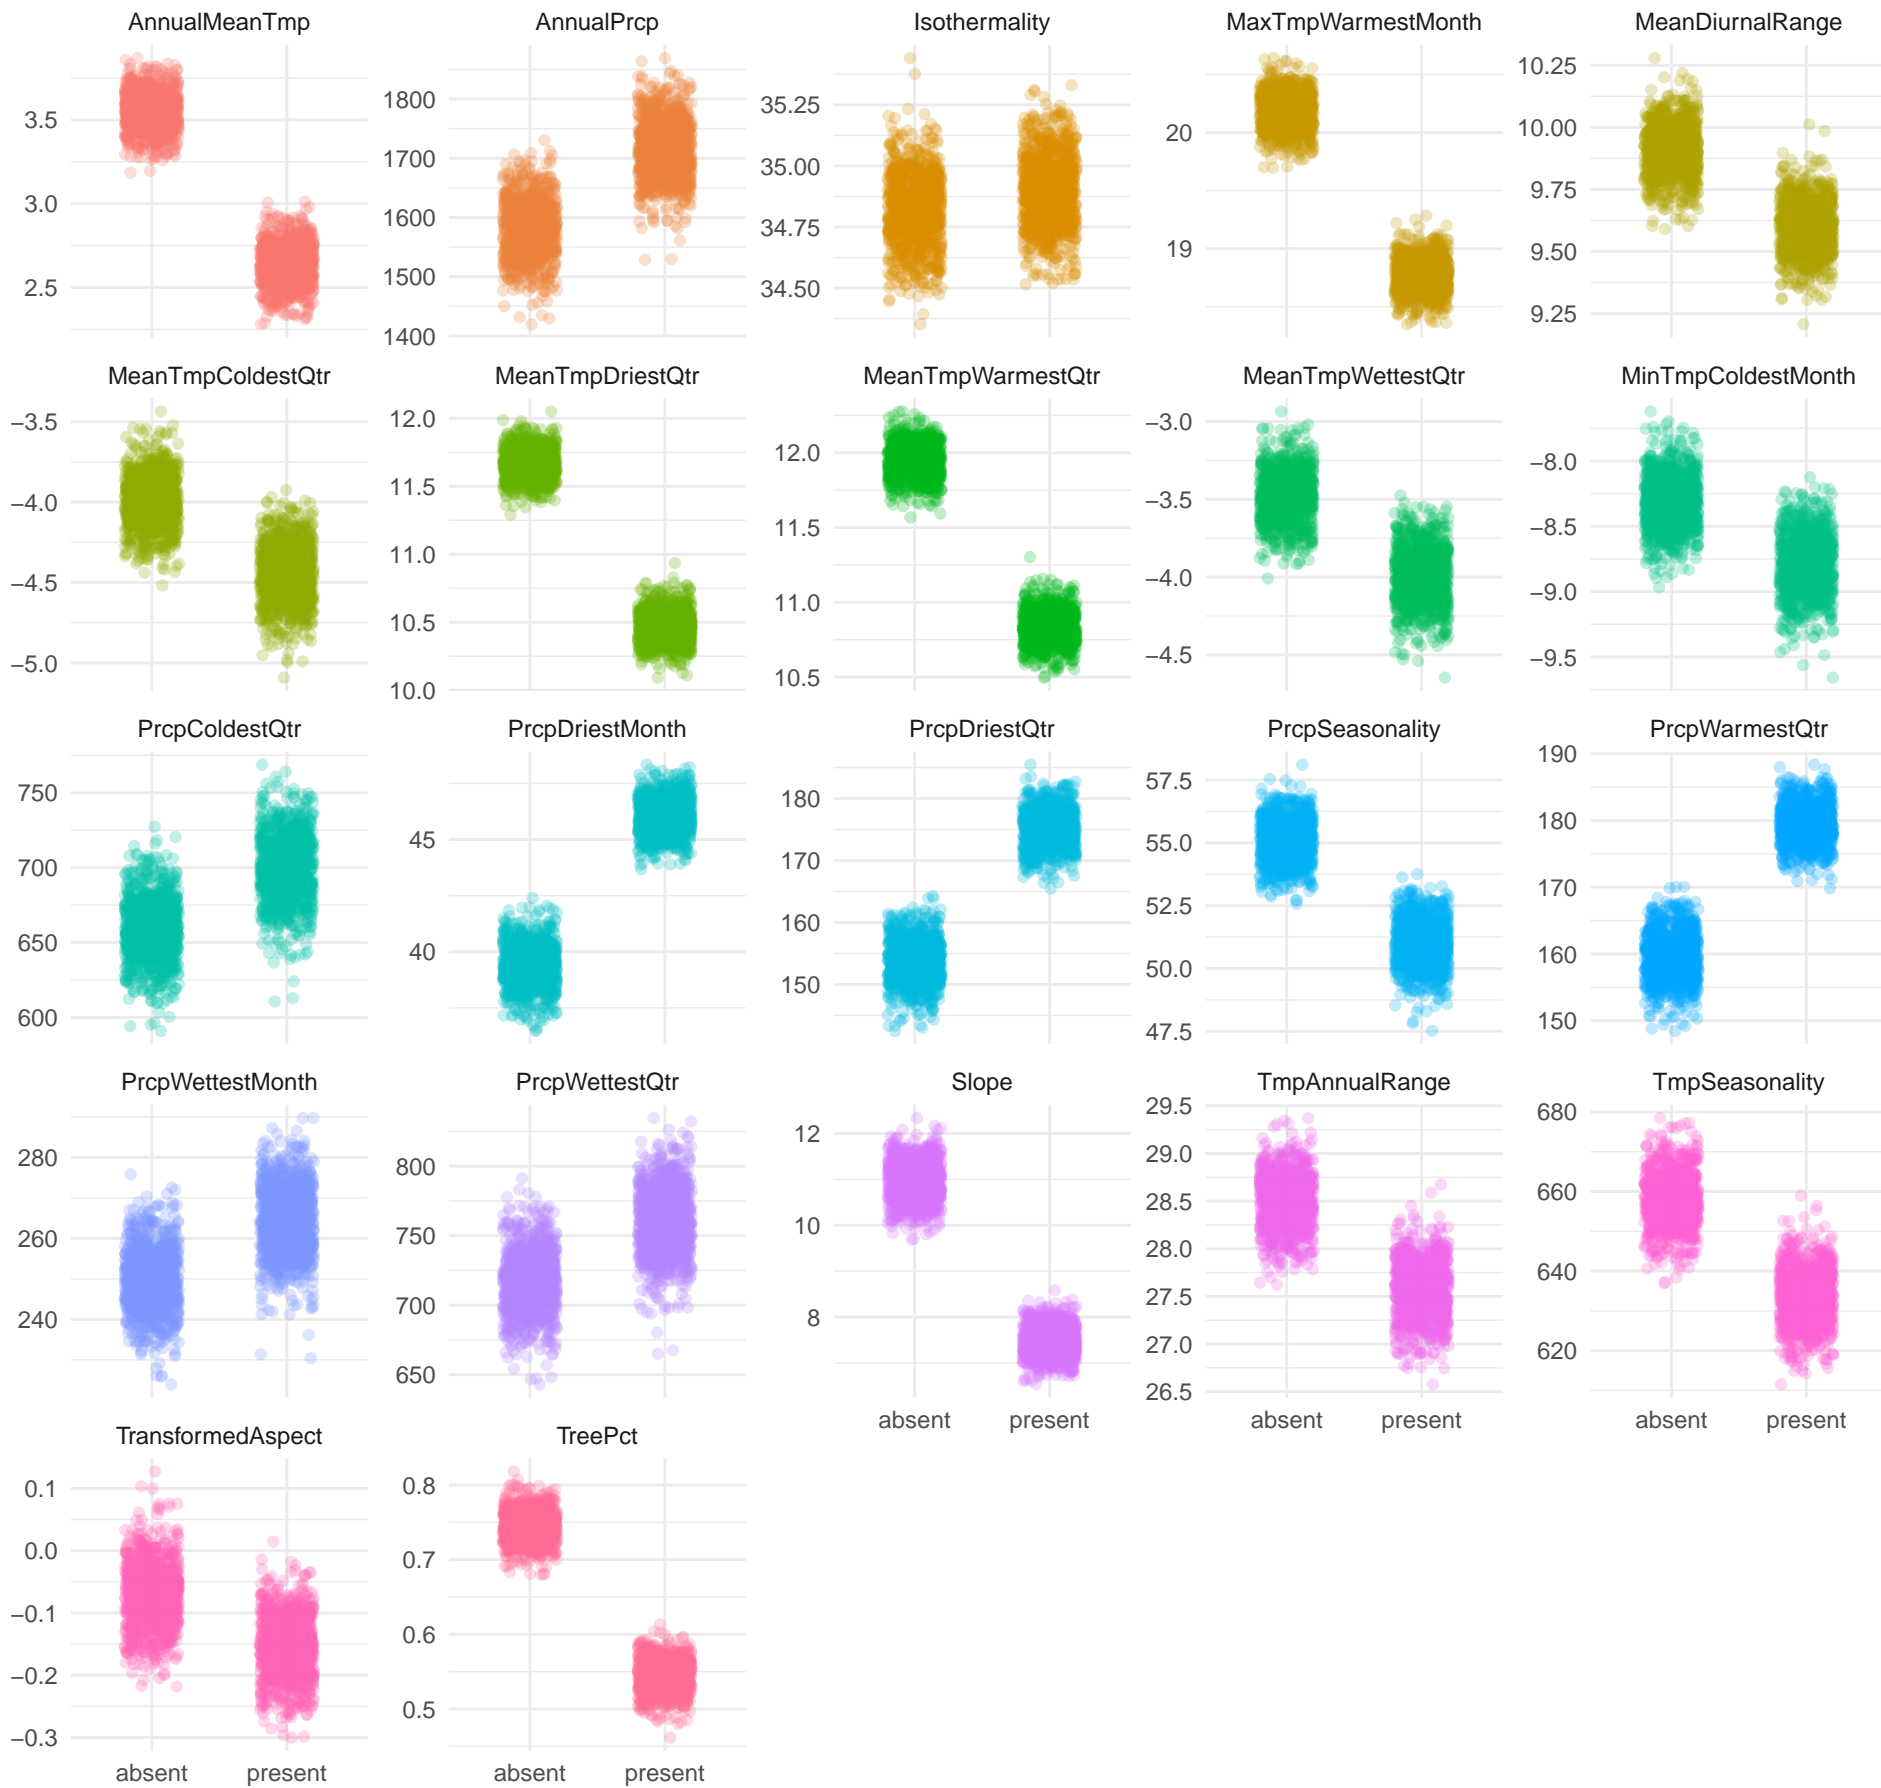 AnnualMeanTmp AnnualPrcp Isothermality MaxTmpWarmestMonth MeanDiurnalRange
3.5 3.0 2.5
1800 1700 1600 1500 1400
35.25 35.00 34.75 34.50
20 19
10.25 10.00 9.75 9.50 9.25
MeanTmpColdestQtr MeanTmpDriestQtr MeanTmpWarmestQtr MeanTmpWettestQtr MinTmpColdestMonth
−3.5 −4.0 −4.5 −5.0
12.0 11.5 11.0 10.5 10.0
12.0 11.5 11.0 10.5
−3.0 −3.5 −4.0 −4.5
−8.0 −8.5 −9.0 −9.5
PrcpColdestQtr PrcpDriestMonth PrcpDriestQtr PrcpSeasonality PrcpWarmestQtr
750 700 650 600
45 40
180 170 160 150
57.5 55.0 52.5 50.0 47.5
190 180 170 160 150
PrcpWettestMonth PrcpWettestQtr Slope TmpAnnualRange TmpSeasonality
280 260 240
800 750 700 650
12 10 8
29.5 29.0 28.5 28.0 27.5 27.0 26.5
680 660 640 620
absent present absent present absent present
TransformedAspect TreePct
0.1 0.0 −0.1 −0.2 −0.3
0.8 0.7 0.6 0.5
absent present absent present